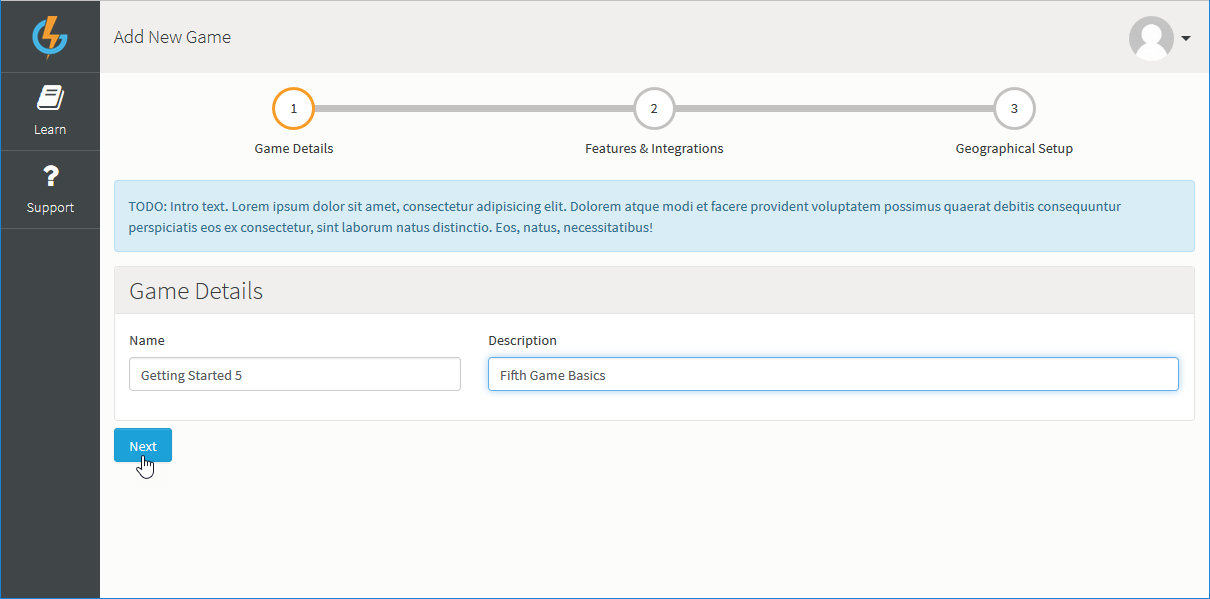 Add New Game
Learn
Support
1
2
3
Game Details
Features & Integrations
Geographical Setup
TODO: Intro text. Lorem ipsum dolor sit amet, consectetur adipisicing elit. Dolorem atque modi et facere provident voluptatem possimus quaerat debitis consequuntur
perspiciatis eos ex consectetur, sint laborum natus distinctio. Eos, natus, necessitatibus!
Game Details
Name
Description
Getting Started 5
Fifth Game Basics
Next